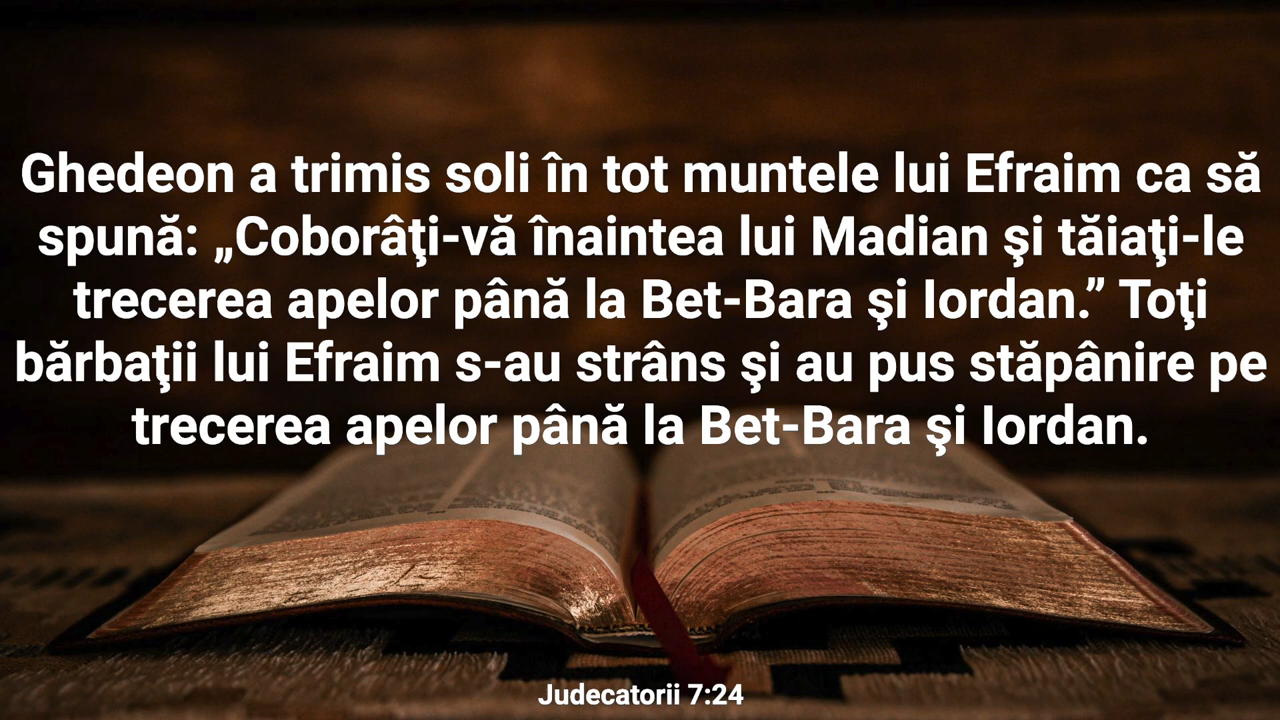 Ghedeon a trimis soli în tot muntele lui Efraim ca să
spună: „Coborâţi-vă înaintea lui Madian şi tăiaţi-le
trecerea apelor până la Bet-Bara şi Iordan.” Toţi
bărbaţii lui Efraim s-au strâns şi au pus stăpânire pe
trecerea apelor până la Bet-Bara şi Iordan.
Judecatorii 7:24